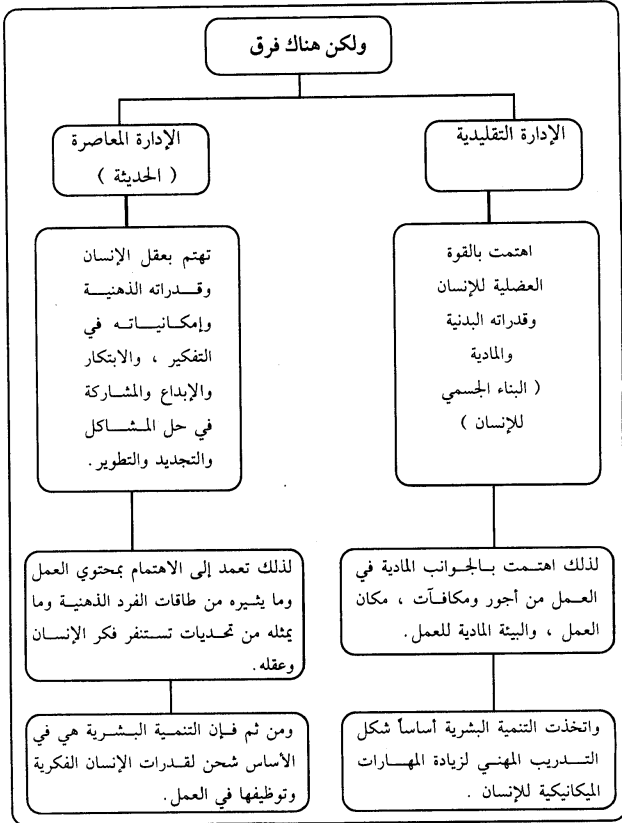 ولكن هناك فرق
الإدارة التقليدية
اهتمت بالقوة
العضلية للإنسان
وقدراته البدنية
والمادية
( البناء الجسمي
للإنسان )
لذلك اهتمت بالجوانب المادية في
العمل من أجور ومكافآت ، مكان
العمل ، والبيئة المادية للعمل.
واتخذت التنمية البشرية أساساً شكل
التدريب المهني لزيادة المهارات
الميكانيكية للإنسان .
الإدارة المعاصرة
( الحديثة )
تهتم بعقل الإنسان
وقدراته الذهنية
وإمكانياته في
التفكير ، والابتكار
والإبداع والمشاركة
في حل المشاكل
والتجديد والتطوير.
لذلك تعمد إلى الاهتمام بمحتوي العمل
وما يثيره من طاقات الفرد الذهنية وما
يمثله من تحديات تستنفر فكر الإنسان
وعقله.
ومن ثم فإن التنمية البشرية هي في
الأساس شحن لقدرات الإنسان الفكرية
وتوظيفها في العمل.